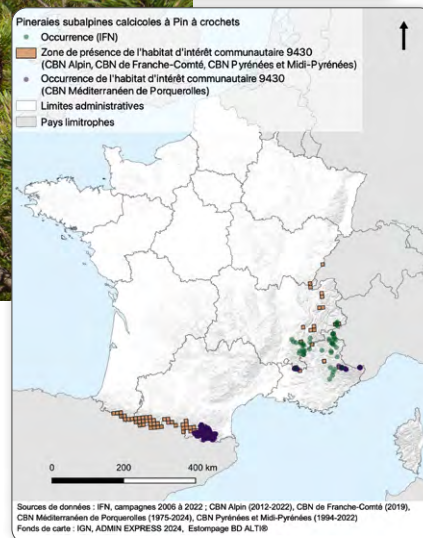 Pineraies subalpines calcicoles à Pin à crochets
Occurrence (IFN)
Zone de présence de l'habitat d'intérêt communautaire 9430
(CBN Alpin, CBN de Franche-Comté, CBN Pyrénées et Midi-Pyrénées)
Occurrence de l'habitat d'intérêt communautaire 9430
(CBN Méditerranéen de Porquerolles)
Limites administratives
Pays limitrophes
0 200 400 km
Sources de données : IFN, campagnes 2006 à 2022 ; CBN Alpin (2012-2022), CBN de Franche-Comté (2019),
CBN Méditerranéen de Porquerolles (1975-2024), CBN Pyrénées et Midi-Pyrénées (1994-2022)
Fonds de carte : IGN, ADMIN EXPRESS 2024, Estompage BD ALTI®